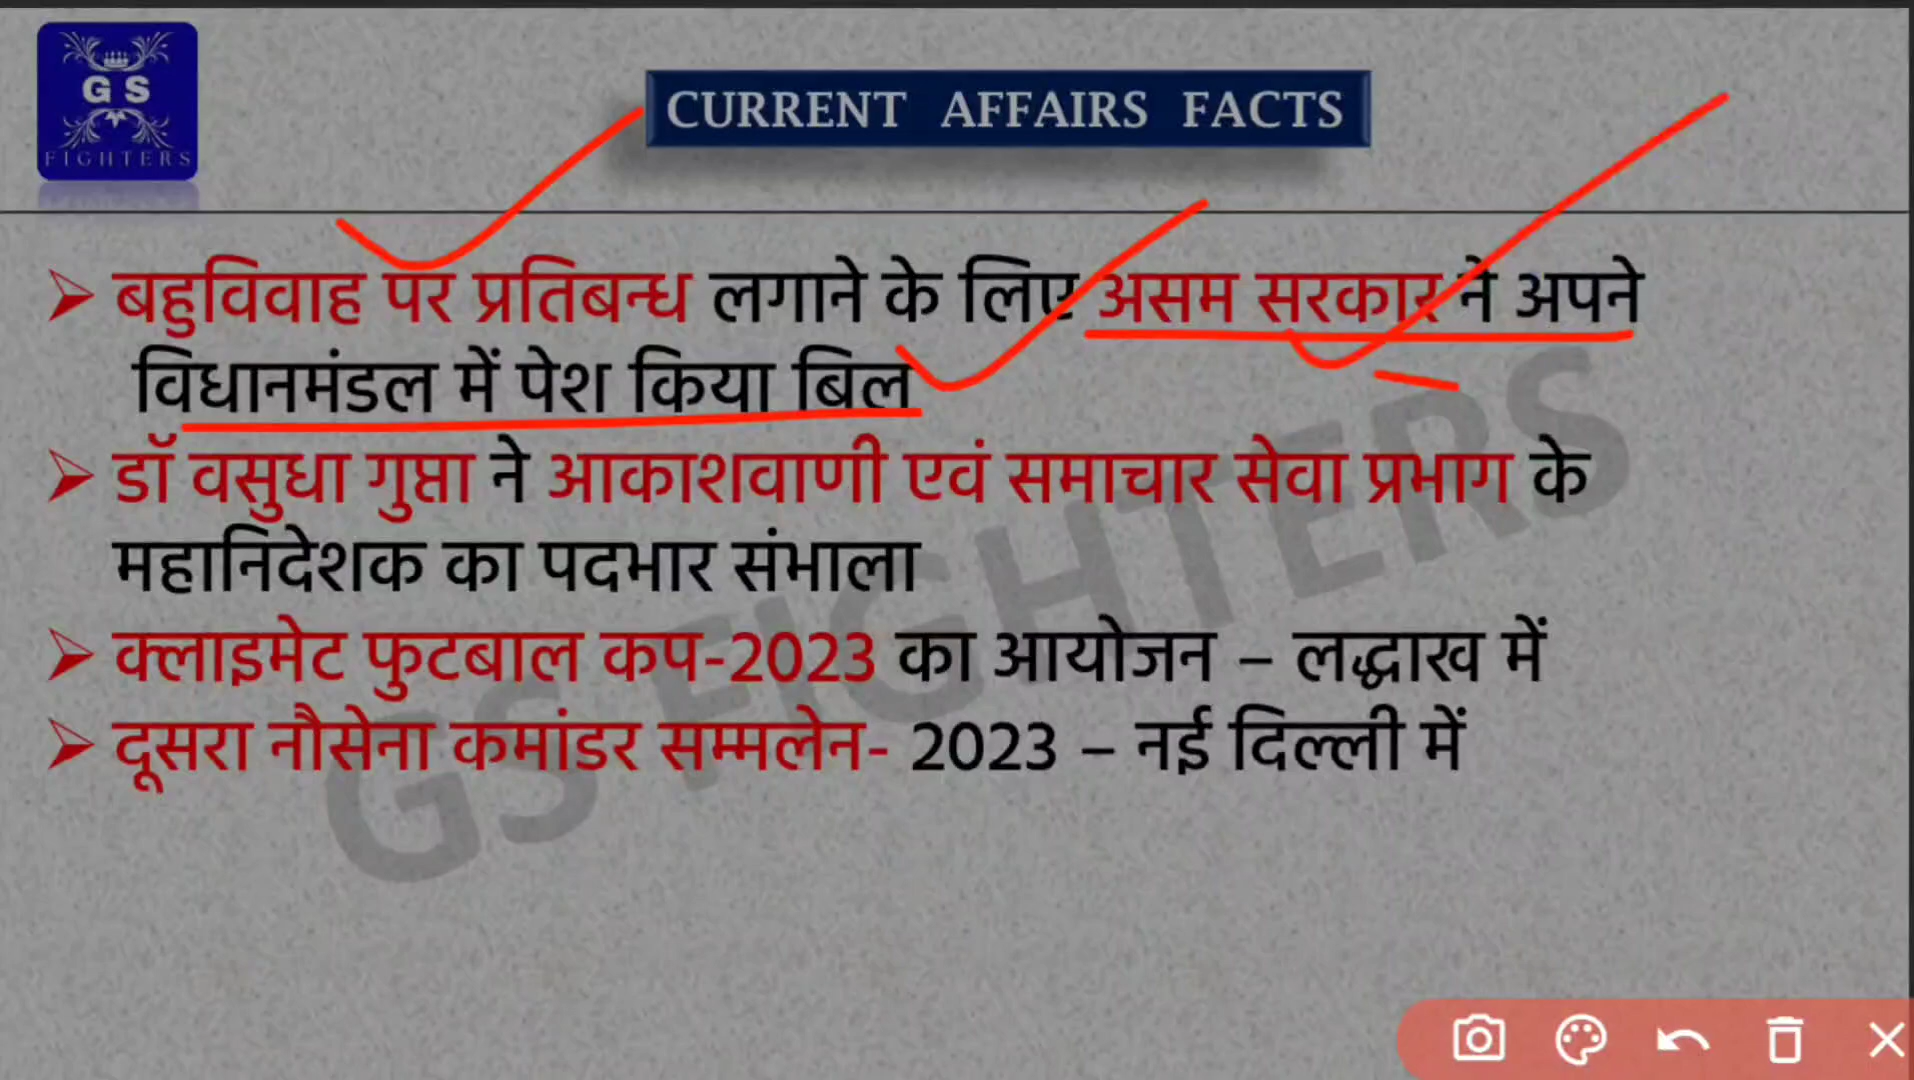 G S
FIGHTERS
CURRENT AFFAIRS FACTS
बहुविवाह पर प्रतिबन्ध लगाने के लिए असम सरकार ने अपने
विधानमंडल में पेश किया बिल
डॉ वसुधा गुप्ता ने आकाशवाणी एवं समाचार सेवा प्रभाग के
महानिदेशक का पदभार संभाला
क्लाइमेट फुटबाल कप-2023 का आयोजन – लद्धाख में
दूसरा नौसेना कमांडर सम्मलेन- 2023 – नई दिल्ली में
GS FIGHTERS